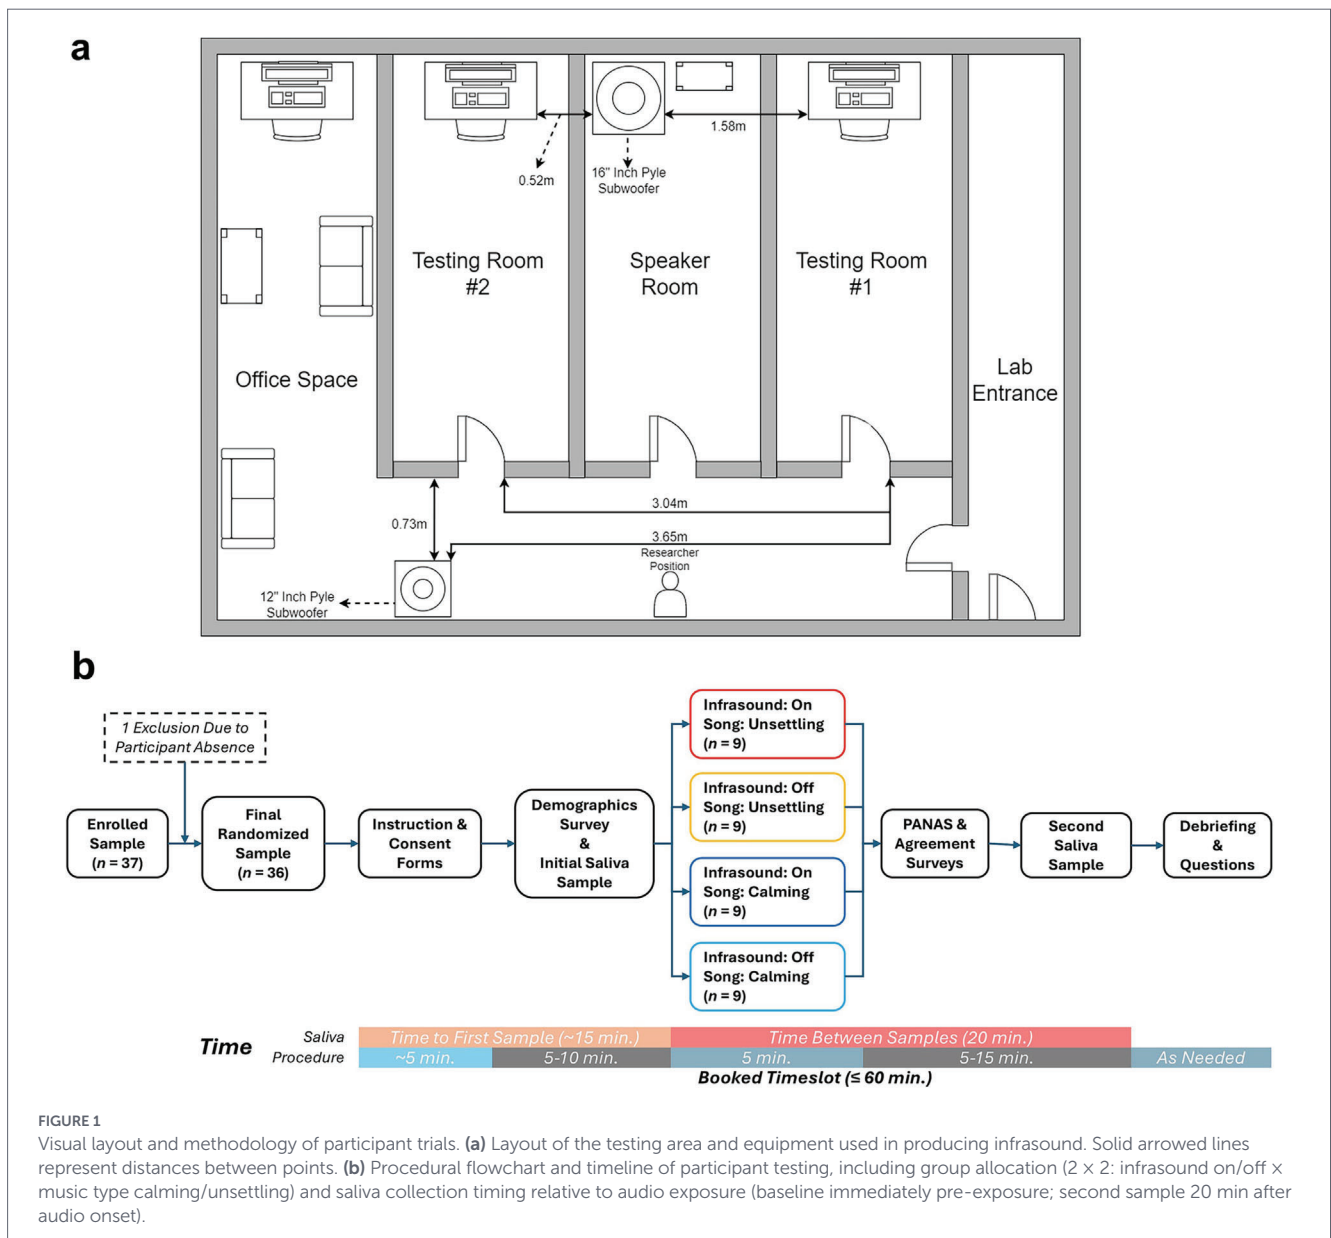 a
0.52m
16" Inch Pyle
Subwoofer
1.58m
Testing Room
#2
Speaker
Room
Testing Room
#1
Office Space
Lab
Entrance
0.73m
3.04m
3.65m
Researcher
Position
12" Inch Pyle
Subwoofer
b
1 Exclusion Due to
Participant Absence
Enrolled
Sample
(n = 37)
Final
Randomized
Sample
(n = 36)
Instruction &
Consent
Forms
Demographics
Survey
&
Initial Saliva
Sample
Infrasound: On
Song: Unsettling
(n = 9)
Infrasound: Off
Song: Unsettling
(n = 9)
Infrasound: On
Song: Calming
(n = 9)
Infrasound: Off
Song: Calming
(n = 9)
PANAS &
Agreement
Surveys
Second
Saliva
Sample
Debriefing
&
Questions
Time
Saliva
Time to First Sample (~15 min.)
Time Between Samples (20 min.)
Procedure
~5 min.
5-10 min.
5 min.
5-15 min.
As Needed
Booked Timeslot (≤ 60 min.)
FIGURE 1
Visual layout and methodology of participant trials. (a) Layout of the testing area and equipment used in producing infrasound. Solid arrowed lines
represent distances between points. (b) Procedural flowchart and timeline of participant testing, including group allocation (2 × 2: infrasound on/off ×
music type calming/unsettling) and saliva collection timing relative to audio exposure (baseline immediately pre-exposure; second sample 20 min after
audio onset).